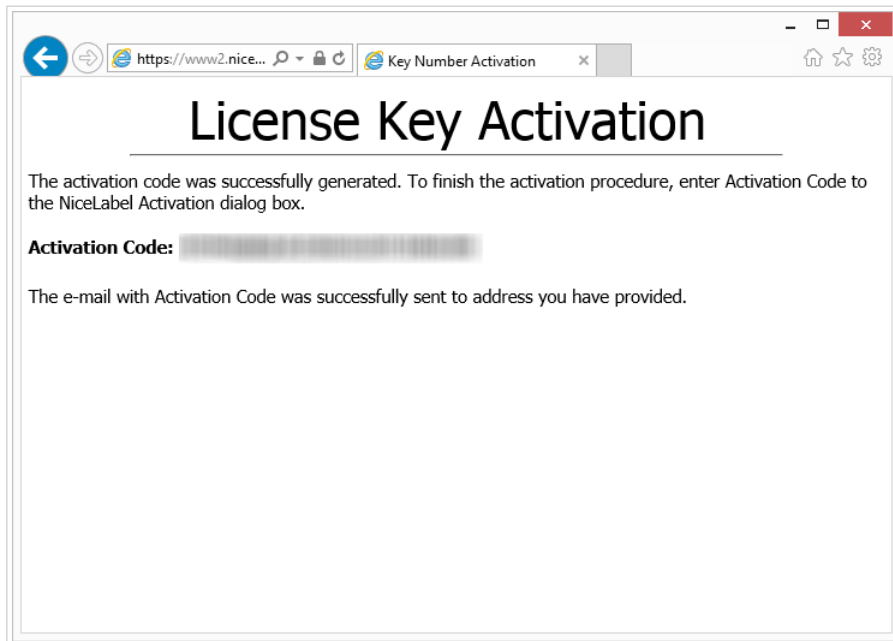 https://www2.nice...
Key Number Activation
License Key Activation
The activation code was successfully generated. To finish the activation procedure, enter Activation Code to
the NiceLabel Activation dialog box.
Activation Code:
The e-mail with Activation Code was successfully sent to address you have provided.